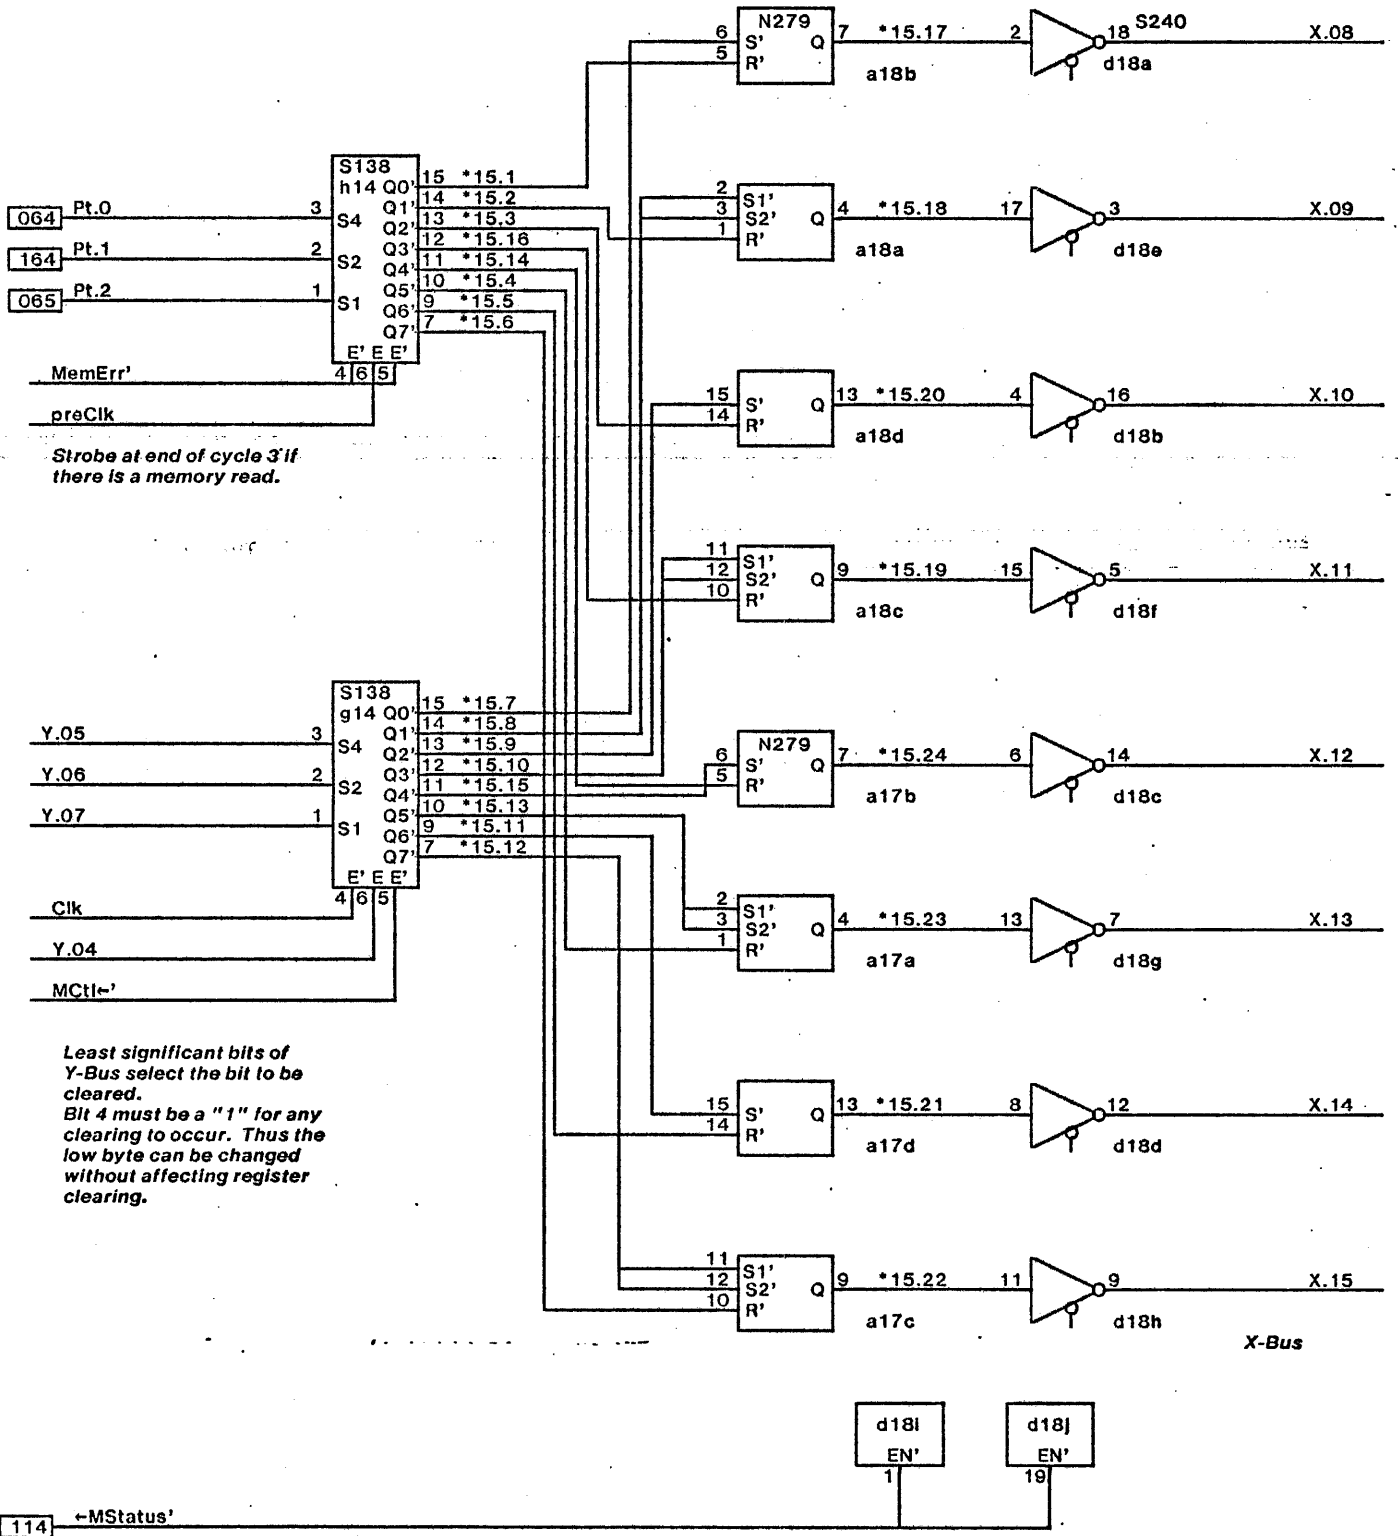 N279
6 S' Q 7 *15.17 2 18 S240 X.08
5 R'
a18b d18a
S138
h14 Q0' 15 *15.1
Q1' 14 *15.2
Q2' 13 *15.3
Q3' 12 *15.16
Q4' 11 *15.14
Q5' 10 *15.4
Q6' 9 *15.5
Q7' 7 *15.6
064 Pt.0 3 S4
164 Pt.1 2 S2
065 Pt.2 1 S1
E' E E'
4 6 5
MemErr'
preClk
Strobe at end of cycle 3 if
there is a memory read.
2 S1'
3 S2' Q 4 *15.18 17 3 X.09
1 R'
a18a d18e
15 S' Q 13 *15.20 4 16 X.10
14 R'
a18d d18b
11 S1'
12 S2' Q 9 *15.19 15 5 X.11
10 R'
a18c d18f
S138
g14 Q0' 15 *15.7
Q1' 14 *15.8
Q2' 13 *15.9
Q3' 12 *15.10
Q4' 11 *15.15
Q5' 10 *15.13
Q6' 9 *15.11
Q7' 7 *15.12
Y.05 3 S4
Y.06 2 S2
Y.07 1 S1
E' E E'
4 6 5
Clk
Y.04
MCtl←'
N279
6 S' Q 7 *15.24 6 14 X.12
5 R'
a17b d18c
2 S1'
3 S2' Q 4 *15.23 13 7 X.13
1 R'
a17a d18g
Least significant bits of
Y-Bus select the bit to be
cleared.
Bit 4 must be a "1" for any
clearing to occur. Thus the
low byte can be changed
without affecting register
clearing.
15 S' Q 13 *15.21 8 12 X.14
14 R'
a17d d18d
11 S1'
12 S2' Q 9 *15.22 11 9 X.15
10 R'
a17c d18h
X-Bus
d18i d18j
EN' EN'
1 19
114 ←MStatus'